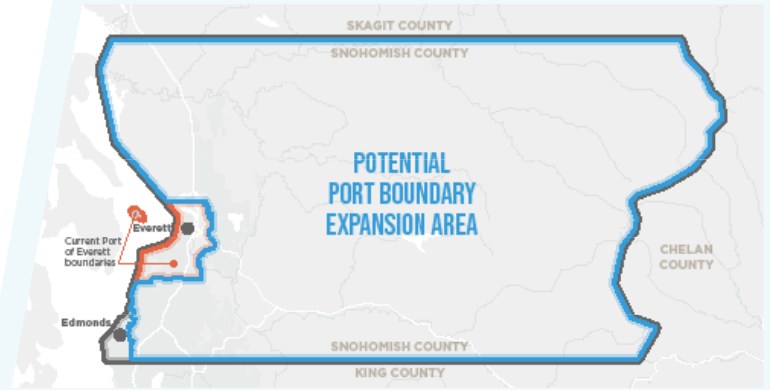 SKAGIT COUNTY
SNOHOMISH COUNTY
POTENTIAL
PORT BOUNDARY
EXPANSION AREA
Everett
Current Port
of Everett
boundaries
CHELAN
COUNTY
Edmonds
SNOHOMISH COUNTY
KING COUNTY